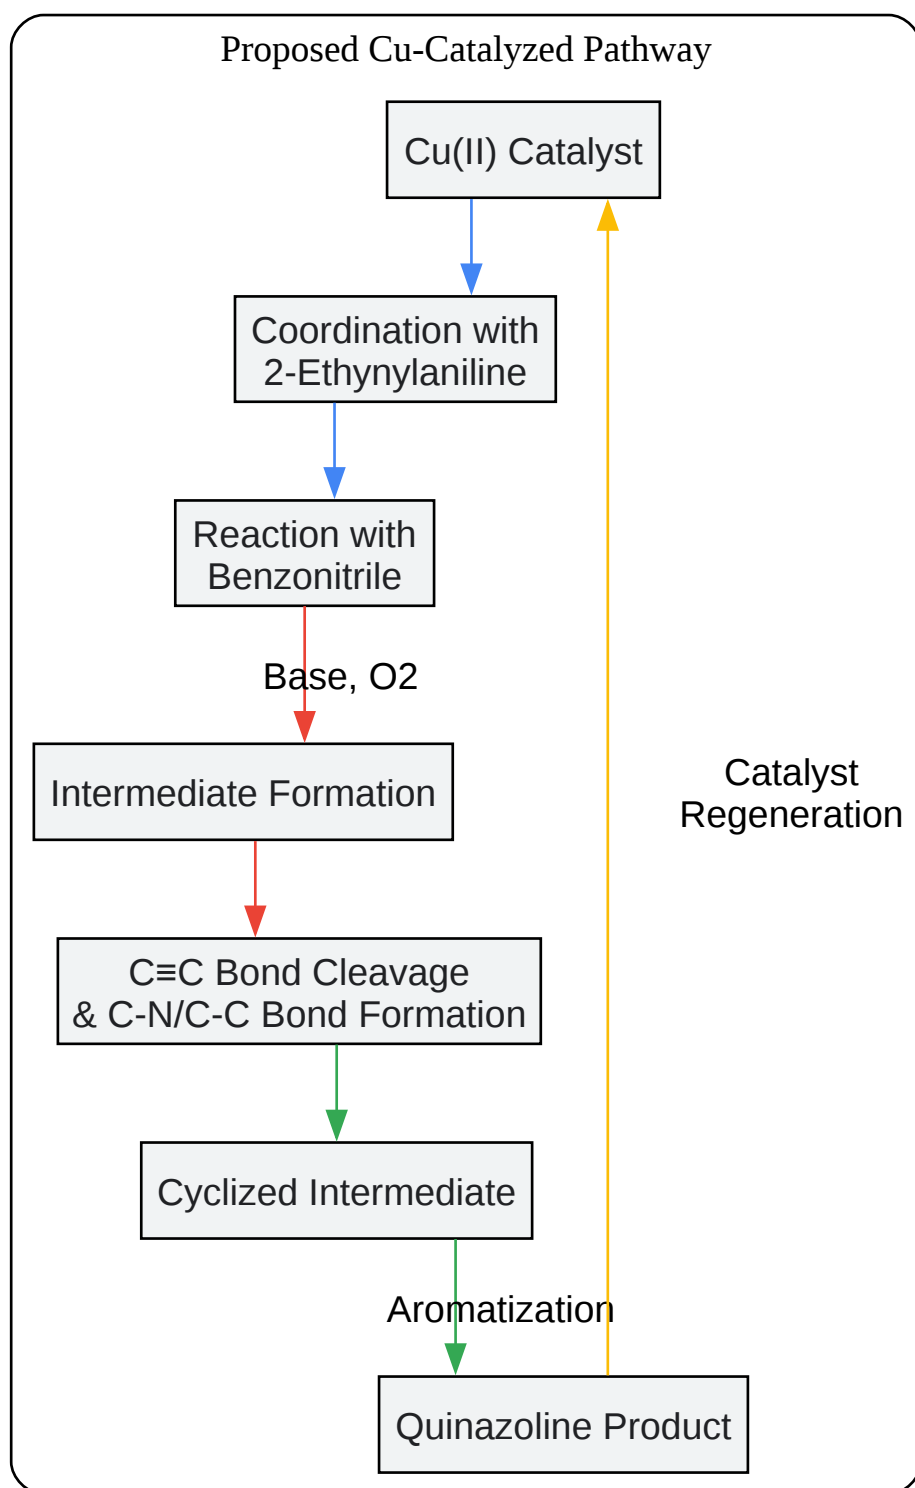 Proposed Cu-Catalyzed Pathway
Cu(II) Catalyst
Coordination with
2-Ethynylaniline
Reaction with
Benzonitrile
Base, O2
Intermediate Formation
Catalyst
Regeneration
C≡C Bond Cleavage
& C-N/C-C Bond Formation
Cyclized Intermediate
Aromatization
Quinazoline Product